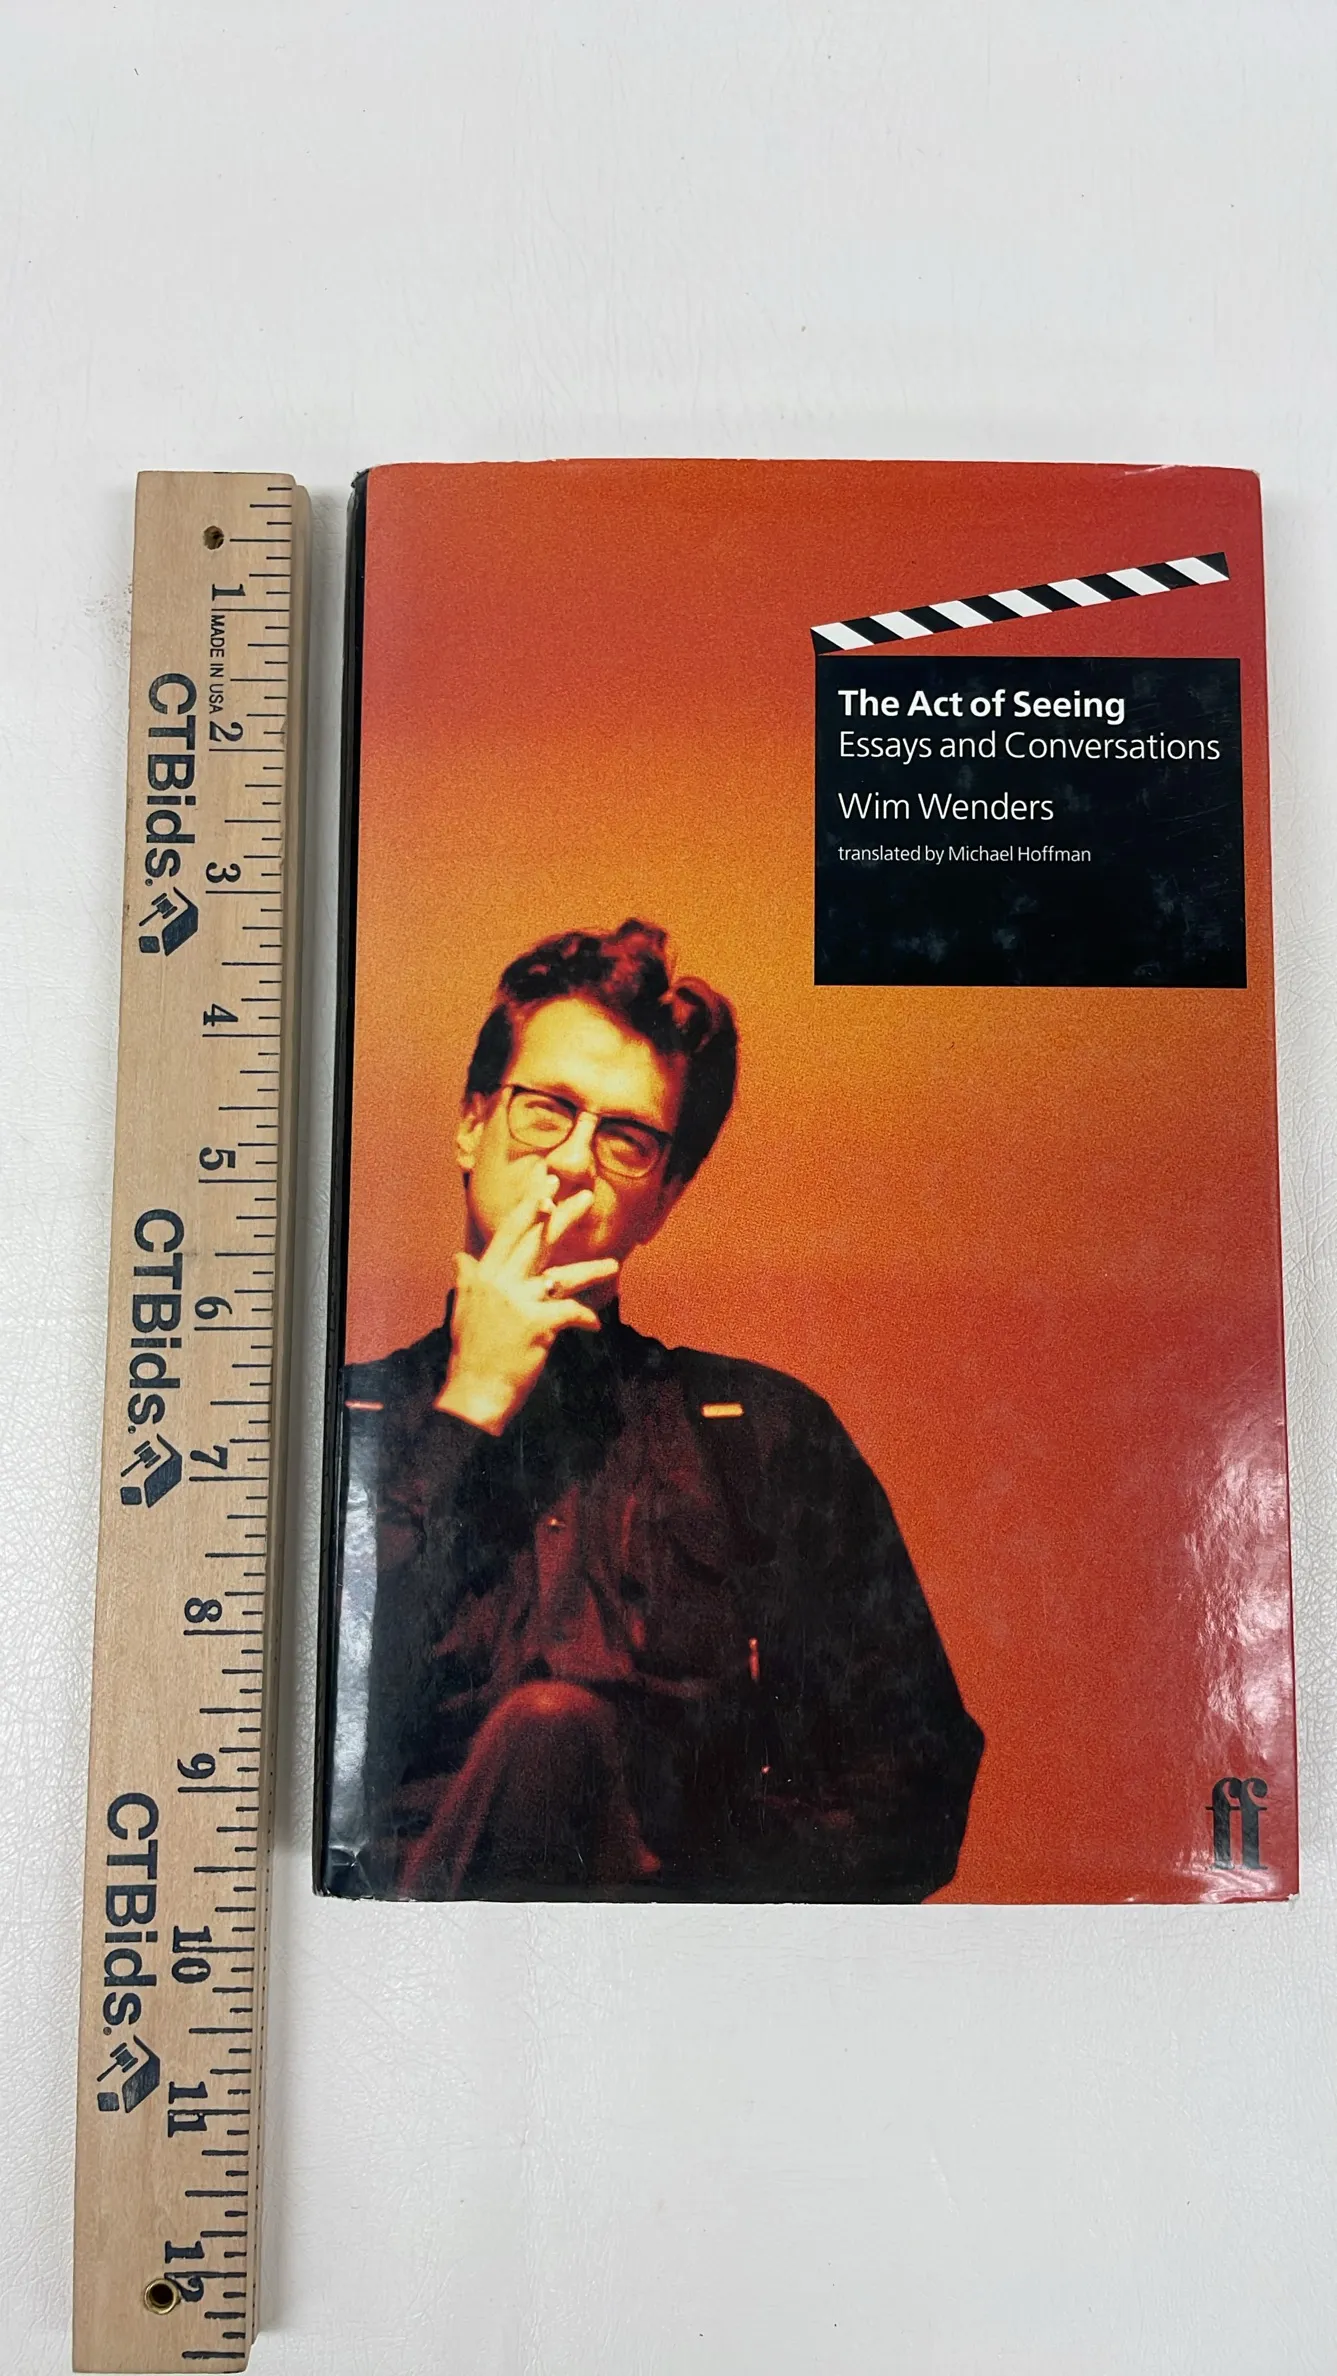 The Act of Seeing
Essays and Conversations
Wim Wenders
translated by Michael Hoffman
ff
1
MADE IN USA
2
3
4
5
6
7
8
9
10
11
12
CTBids.
CTBids.
CTBids.